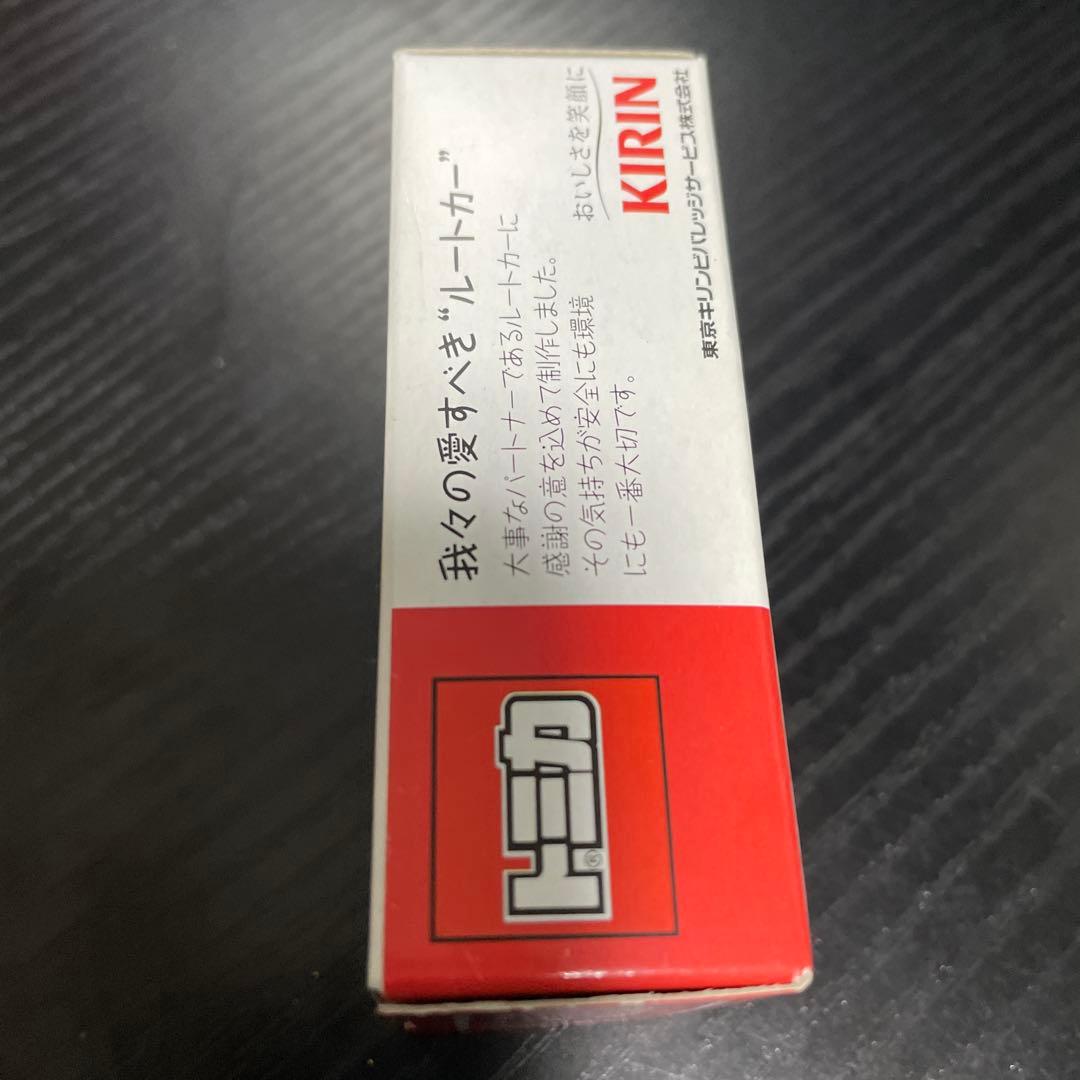 トミカ®
我々の愛すべき“ルートカー”
大事なパートナーであるルートカーに
感謝の意を込めて制作しました。
その気持ちが安全にも環境
にも一番大切です。
おいしさを笑顔に
KIRIN
東京キリンビバレッジサービス株式会社